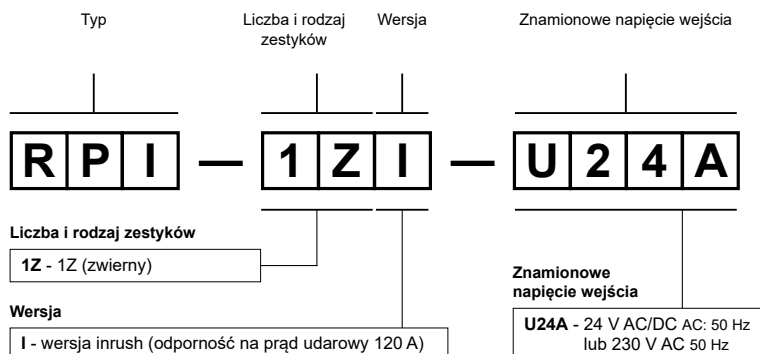 Typ
Liczba i rodzaj
zestyków
Wersja
Znamionowe napięcie wejścia
R P I — 1 Z I — U 2 4 A
Liczba i rodzaj zestyków
1Z - 1Z (zwierny)
Wersja
I - wersja inrush (odporność na prąd udarowy 120 A)
Znamionowe
napięcie wejścia
U24A - 24 V AC/DC AC: 50 Hz
lub 230 V AC 50 Hz